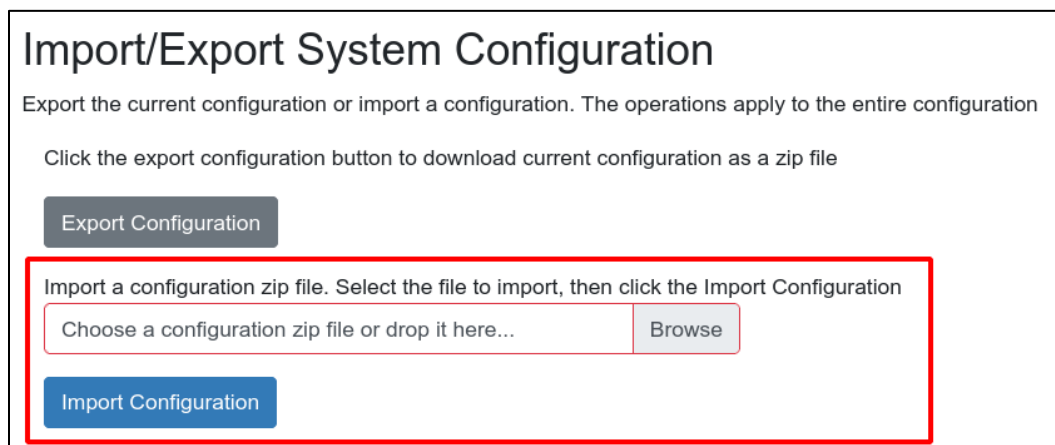 Import/Export System Configuration
Export the current configuration or import a configuration. The operations apply to the entire configuration
Click the export configuration button to download current configuration as a zip file
Export Configuration
Import a configuration zip file. Select the file to import, then click the Import Configuration
Choose a configuration zip file or drop it here... Browse
Import Configuration